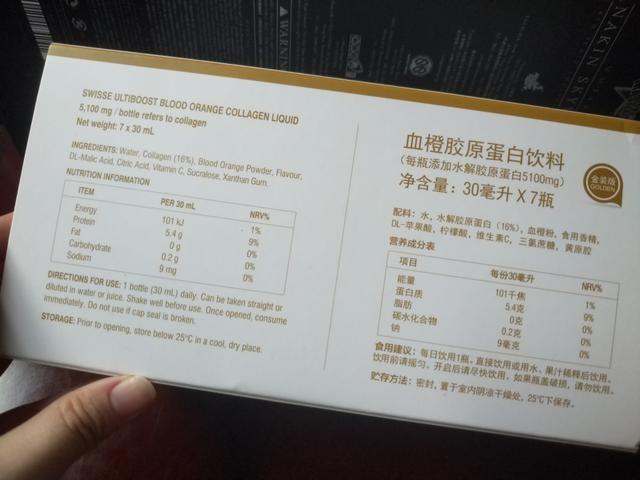 SWISSE ULTIBOOST BLOOD ORANGE COLLAGEN LIQUID
5,100 mg / bottle refers to collagen
Net weight: 7 x 30 mL
INGREDIENTS: Water, Collagen (16%), Blood Orange Powder, Flavour,
DL-Malic Acid, Citric Acid, Vitamin C, Sucralose, Xanthan Gum.
NUTRITION INFORMATION
ITEM PER 30 mL NRV%
Energy 101 kJ 1%
Protein 5.4 g 9%
Fat 0 g 0%
Carbohydrate 0.2 g 0%
Sodium 9 mg 0%
DIRECTIONS FOR USE: 1 bottle (30 mL) daily. Can be taken straight or
diluted in water or juice. Shake well before use. Once opened, consume
immediately. Do not use if cap seal is broken.
STORAGE: Prior to opening, store below 25°C in a cool, dry place.
血橙胶原蛋白饮料
(每瓶添加水解胶原蛋白5100mg)
净含量：30毫升X7瓶
金装版
GOLDEN
配料：水，水解胶原蛋白（16%），血橙粉，食用香精，
DL-苹果酸，柠檬酸，维生素C，三氯蔗糖，黄原胶
营养成分表
项目 每份30毫升 NRV%
能量 101千焦 1%
蛋白质 5.4克 9%
脂肪 0克 0%
碳水化合物 0.2克 0%
钠 9毫克 0%
食用建议：每日饮用1瓶。直接饮用或用水、果汁稀释后饮用。
饮用前请摇匀。开启后请尽快饮用，如果瓶盖破损，请勿饮用。
贮存方法：密封，置于室内阴凉干燥处，25℃下保存。
WARNIN
NAKIN SKY